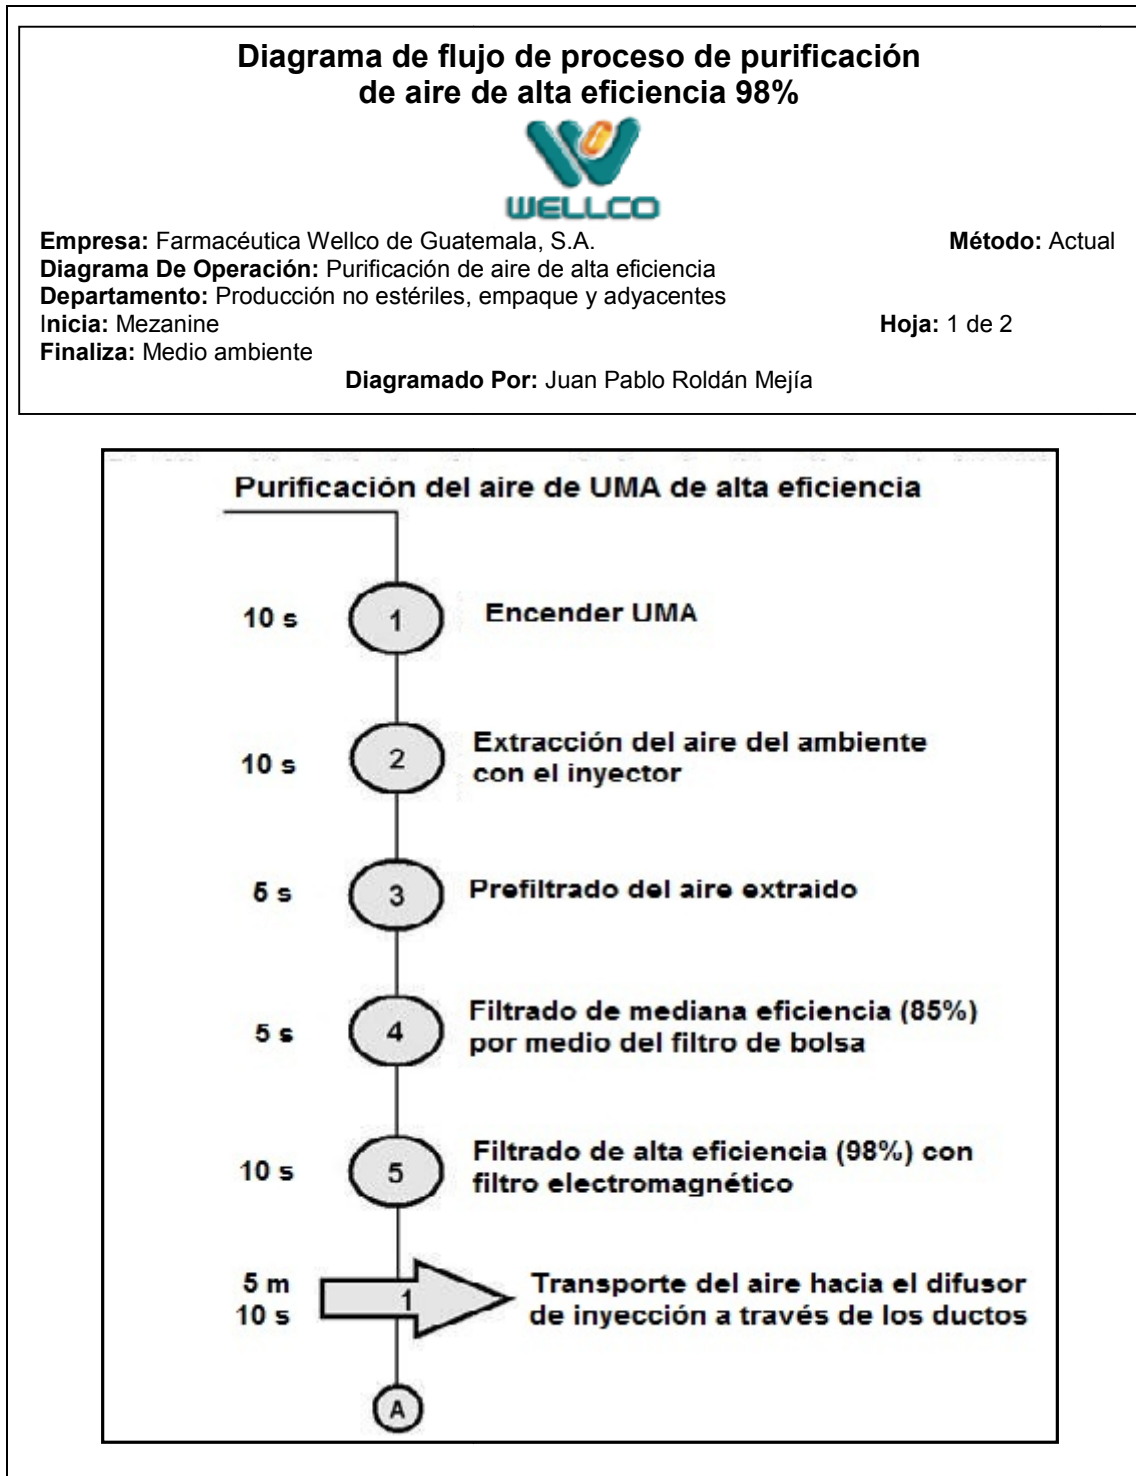 Diagrama de flujo de proceso de purificación
de aire de alta eficiencia 98%
WELLCO
Empresa: Farmacéutica Wellco de Guatemala, S.A. Método: Actual
Diagrama De Operación: Purificación de aire de alta eficiencia
Departamento: Producción no estériles, empaque y adyacentes
Inicia: Mezanine Hoja: 1 de 2
Finaliza: Medio ambiente
Diagramado Por: Juan Pablo Roldán Mejía
Purificación del aire de UMA de alta eficiencia
10 s 1 Encender UMA
10 s 2 Extracción del aire del ambiente
con el inyector
5 s 3 Prefiltrado del aire extraído
5 s 4 Filtrado de mediana eficiencia (85%)
por medio del filtro de bolsa
10 s 5 Filtrado de alta eficiencia (98%) con
filtro electromagnético
5 m 1 Transporte del aire hacia el difusor
10 s de inyección a través de los ductos
A